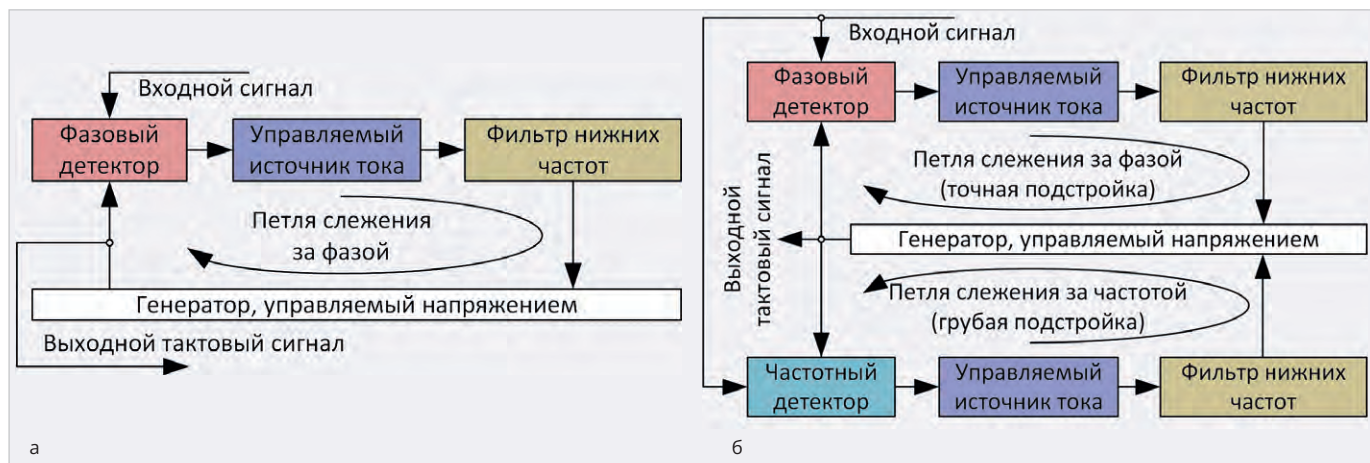 Входной сигнал
Фазовый
детектор
Управляемый
источник тока
Фильтр нижних
частот
Петля слежения
за фазой
Генератор, управляемый напряжением
Выходной тактовый сигнал
а
Входной сигнал
Фазовый
детектор
Управляемый
источник тока
Фильтр нижних
частот
Петля слежения за фазой
(точная подстройка)
Выходной
тактовый сигнал
Генератор, управляемый напряжением
Петля слежения за частотой
(грубая подстройка)
Частотный
детектор
Управляемый
источник тока
Фильтр нижних
частот
б